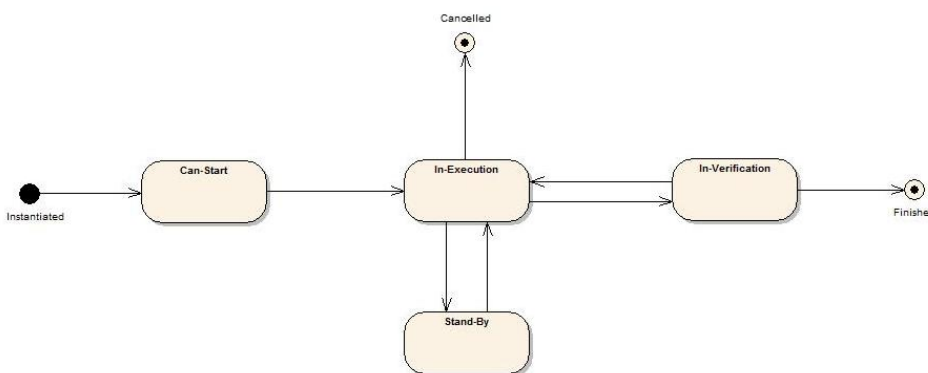 Cancelled
Can-Start
In-Execution
In-Verification
Instantiated
Finishe
Stand-By